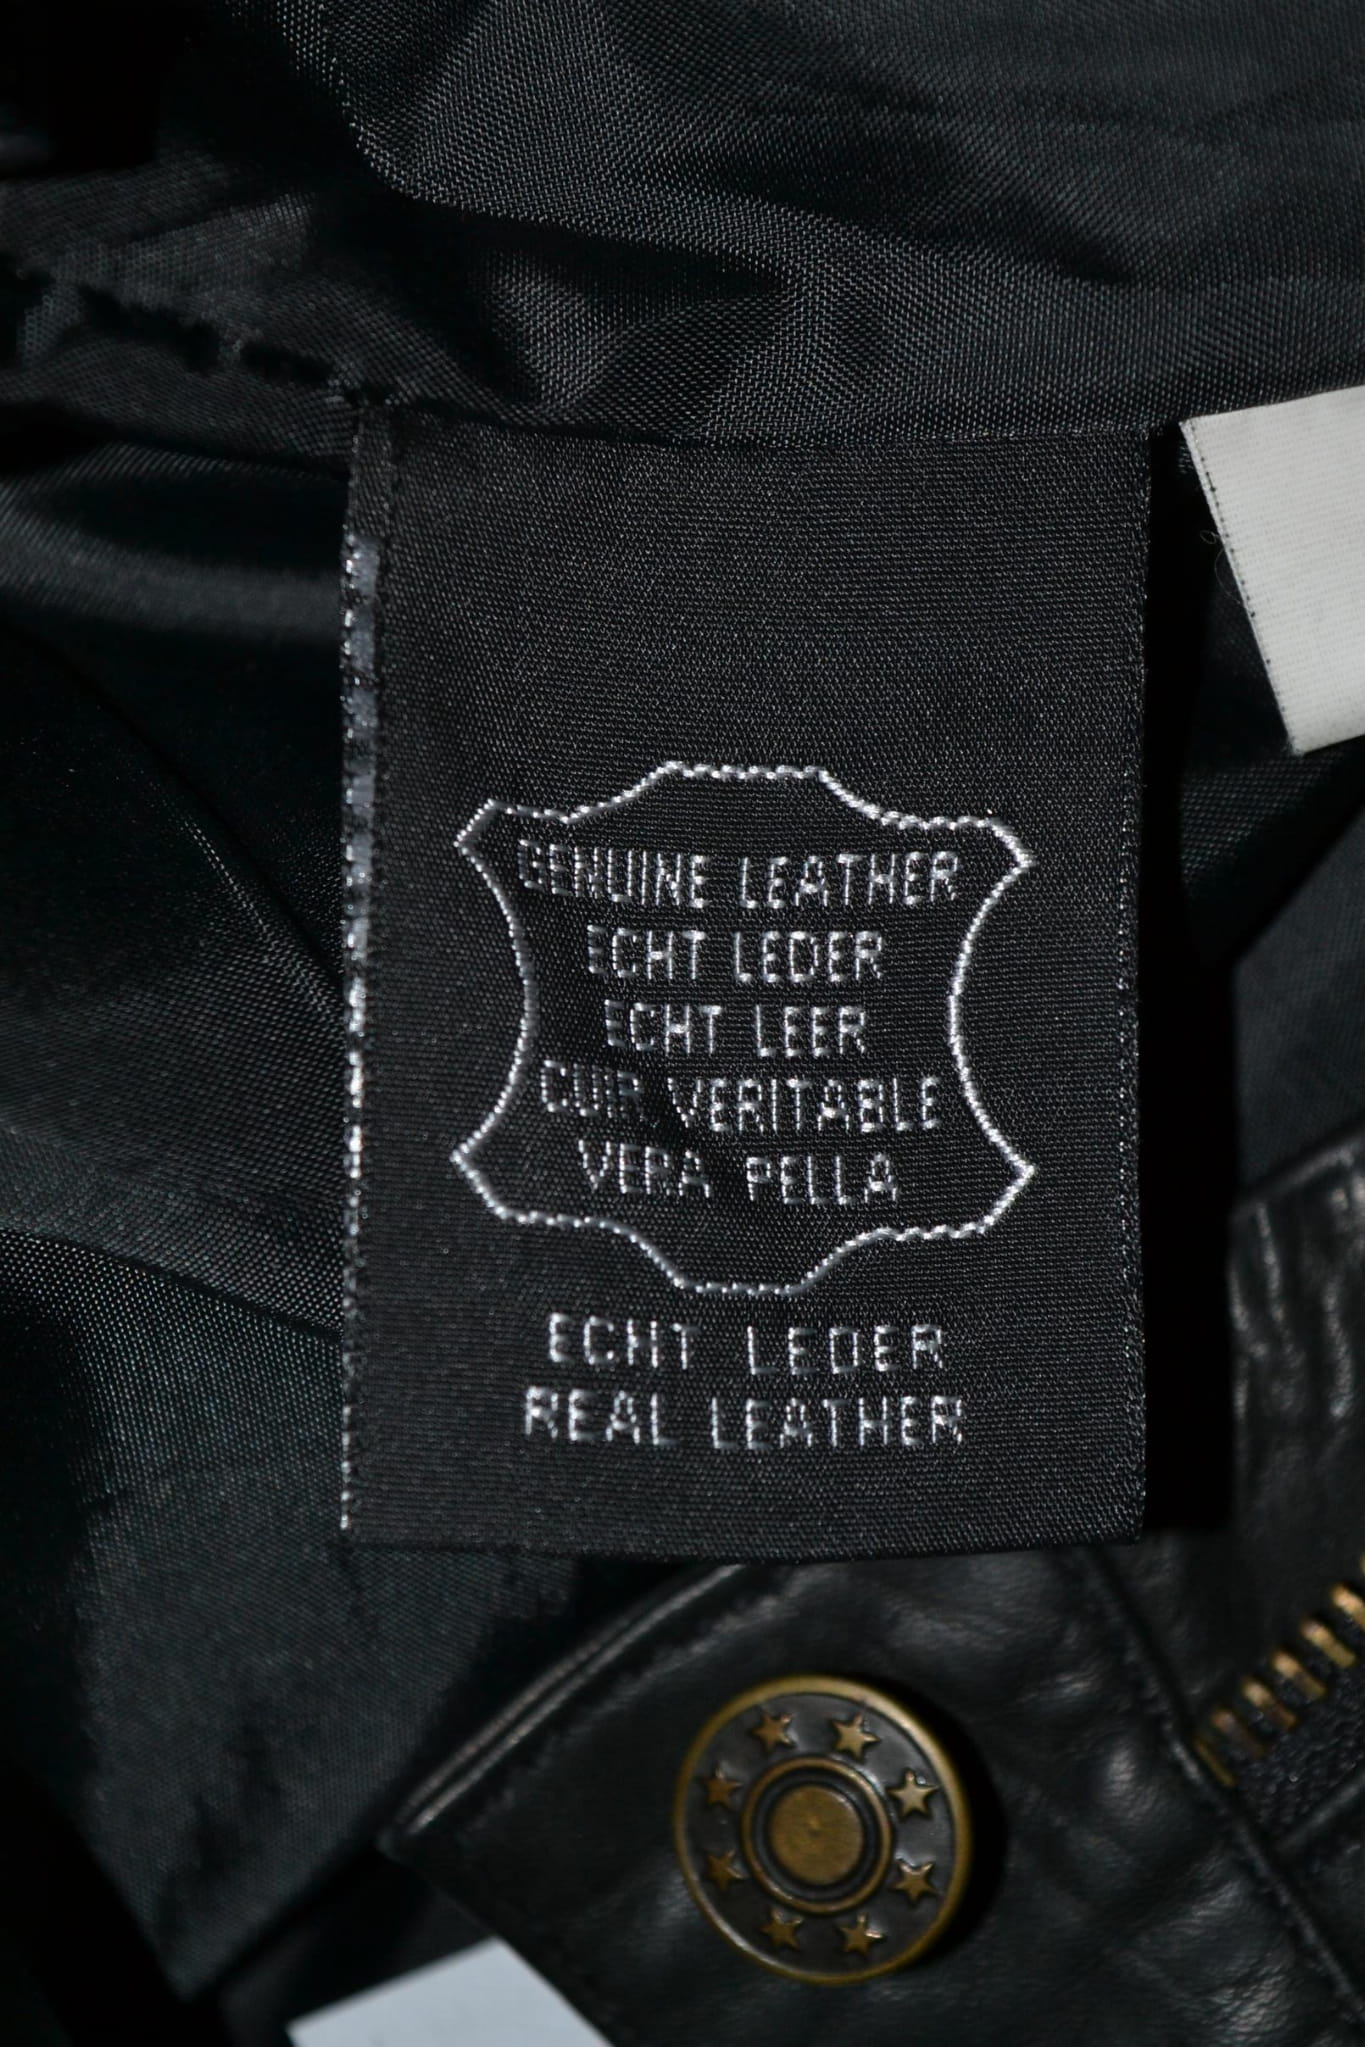 GENUINE LEATHER
ECHT LEDER
ECHT LEER
CUIR VERITABLE
VERA PELLA
ECHT LEDER
REAL LEATHER